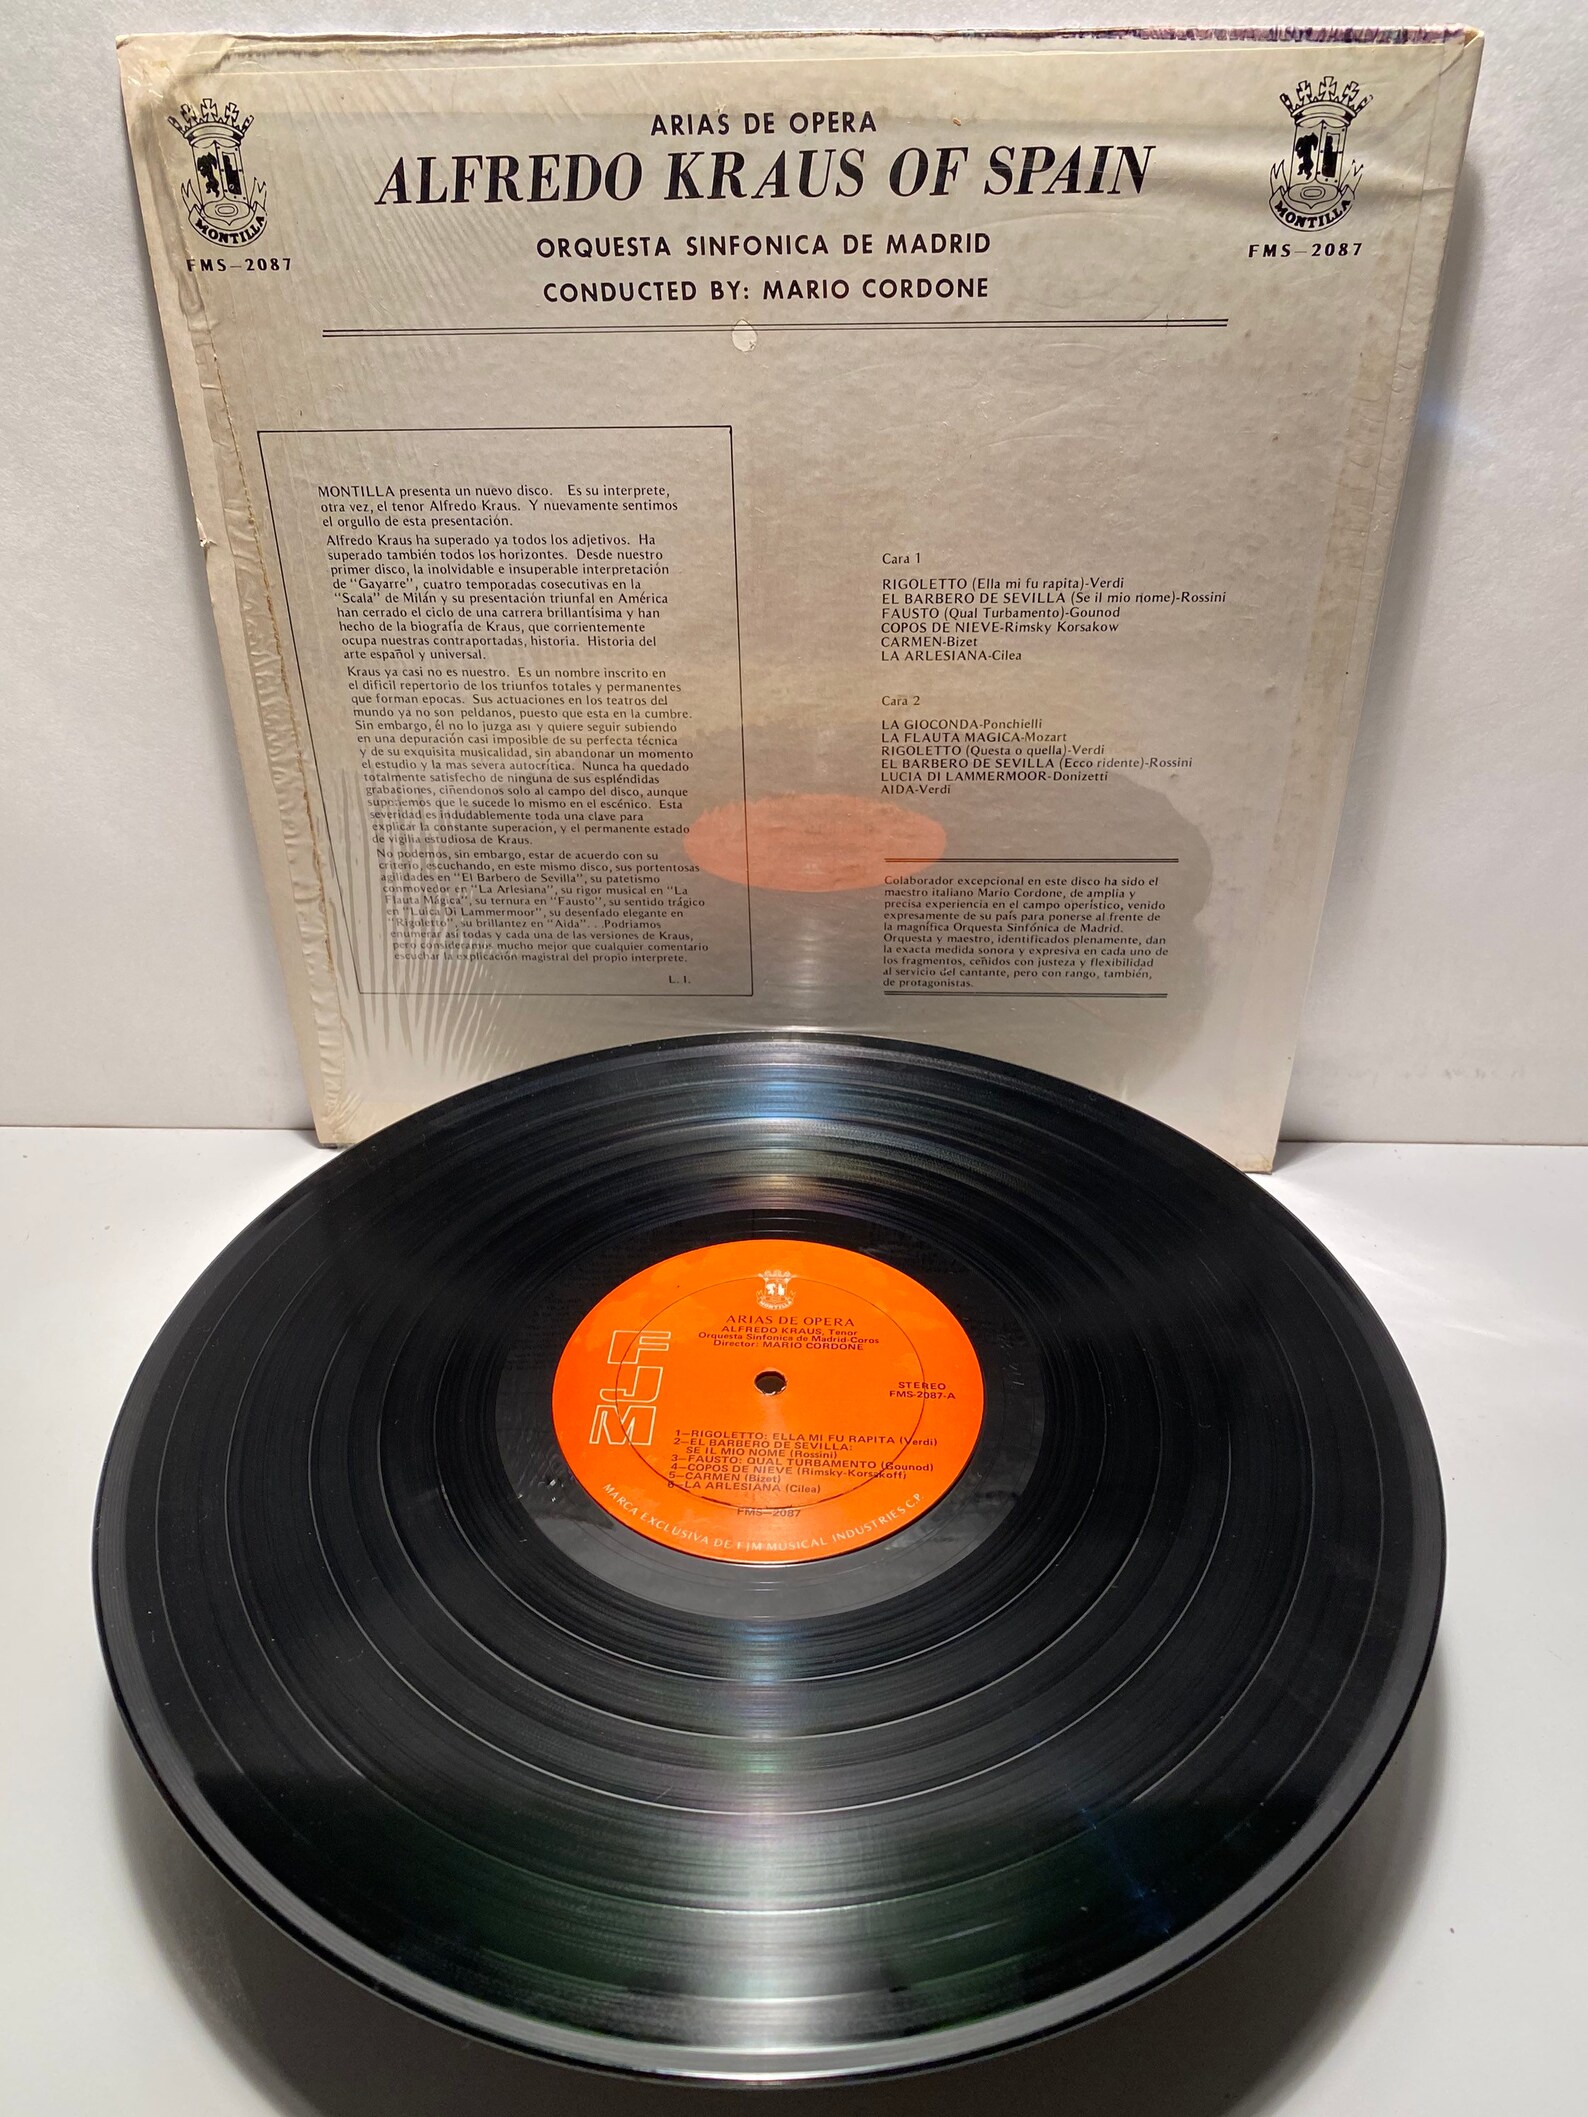 ARIAS DE OPERA
ALFREDO KRAUS OF SPAIN
ORQUESTA SINFONICA DE MADRID
CONDUCTED BY: MARIO CORDONE
MONTILLA
FMS-2087
MONTILLA
FMS-2087
MONTILLA presenta un nuevo disco. Es su interprete,
otra vez, el tenor Alfredo Kraus. Y nuevamente sentimos
el orgullo de esta presentación.
Alfredo Kraus ha superado ya todos los adjetivos. Ha
superado también todos los horizontes. Desde nuestro
primer disco, la inolvidable e insuperable interpretación
de "Gayarre", cuatro temporadas cosecutivas en la
"Scala" de Milán y su presentación triunfal en América
han cerrado el ciclo de una carrera brillantísima y han
hecho de la biografía de Kraus, que corrientemente
ocupa nuestras contraportadas, historia. Historia del
arte español y universal.
Kraus ya casi no es nuestro. Es un nombre inscrito en
el dificil repertorio de los triunfos totales y permanentes
que forman epocas. Sus actuaciones en los teatros del
mundo ya no son peldanos, puesto que esta en la cumbre.
Sin embargo, él no lo juzga asi y quiere seguir subiendo
en una depuración casi imposible de su perfecta técnica
y de su exquisita musicalidad, sin abandonar un momento
el estudio y la mas severa autocrítica. Nunca ha quedado
totalmente satisfecho de ninguna de sus espléndidas
grabaciones, ciñendonos solo al campo del disco, aunque
suponemos que le sucede lo mismo en el escénico. Esta
severidad es indudablemente toda una clave para
explicar la constante superacion, y el permanente estado
de vigilia estudiosa de Kraus.
No podemos, sin embargo, estar de acuerdo con su
criterio, escuchando, en este mismo disco, sus portentosas
agilidades en "El Barbero de Sevilla", su patetismo
conmovedor en "La Arlesiana", su rigor musical en "La
Flauta Mágica", su ternura en "Fausto", su sentido trágico
en "Luica Di Lammermoor", su desenfado elegante en
"Rigoletto", su brillantez en "Aida". . .Podriamos
enumerar asi todas y cada una de las versiones de Kraus,
pero consideramos mucho mejor que cualquier comentario
escuchar la explicación magistral del propio interprete.
L. I.
Cara 1
RIGOLETTO (Ella mi fu rapita)-Verdi
EL BARBERO DE SEVILLA (Se il mio nome)-Rossini
FAUSTO (Qual Turbamento)-Gounod
COPOS DE NIEVE-Rimsky Korsakow
CARMEN-Bizet
LA ARLESIANA-Cilea
Cara 2
LA GIOCONDA-Ponchielli
LA FLAUTA MAGICA-Mozart
RIGOLETTO (Questa o quella)-Verdi
EL BARBERO DE SEVILLA (Ecco ridente)-Rossini
LUCIA DI LAMMERMOOR-Donizetti
AIDA-Verdi
Colaborador excepcional en este disco ha sido el
maestro italiano Mario Cordone, de amplia y
precisa experiencia en el campo operístico, venido
expresamente de su país para ponerse al frente de
la magnífica Orquesta Sinfónica de Madrid.
Orquesta y maestro, identificados plenamente, dan
la exacta medida sonora y expresiva en cada uno de
los fragmentos, ceñidos con justeza y flexibilidad
al servicio del cantante, pero con rango, también,
de protagonistas.
MONTILLA
ARIAS DE OPERA
ALFREDO KRAUS, Tenor
Orquesta Sinfonica de Madrid-Coros
Director: MARIO CORDONE
FJM
STEREO
FMS-2087-A
1—RIGOLETTO: ELLA MI FU RAPITA (Verdi)
2—EL BARBERO DE SEVILLA:
SE IL MIO NOME (Rossini)
3—FAUSTO: QUAL TURBAMENTO (Gounod)
4—COPOS DE NIEVE (Rimsky-Korsakoff)
5—CARMEN (Bizet)
6—LA ARLESIANA (Cilea)
FMS—2087
MARCA EXCLUSIVA DE FJM MUSICAL INDUSTRIES C.P.